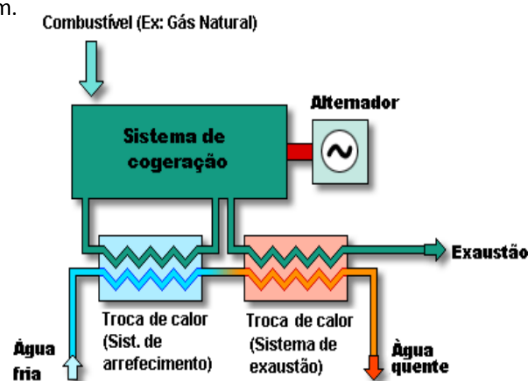 m.
Combustível (Ex: Gás Natural)
Alternador
Sistema de
cogeração
Exaustão
Troca de calor
(Sist. de
arrefecimento)
Troca de calor
(Sistema de
exaustão)
Água
fria
Àgua
quente